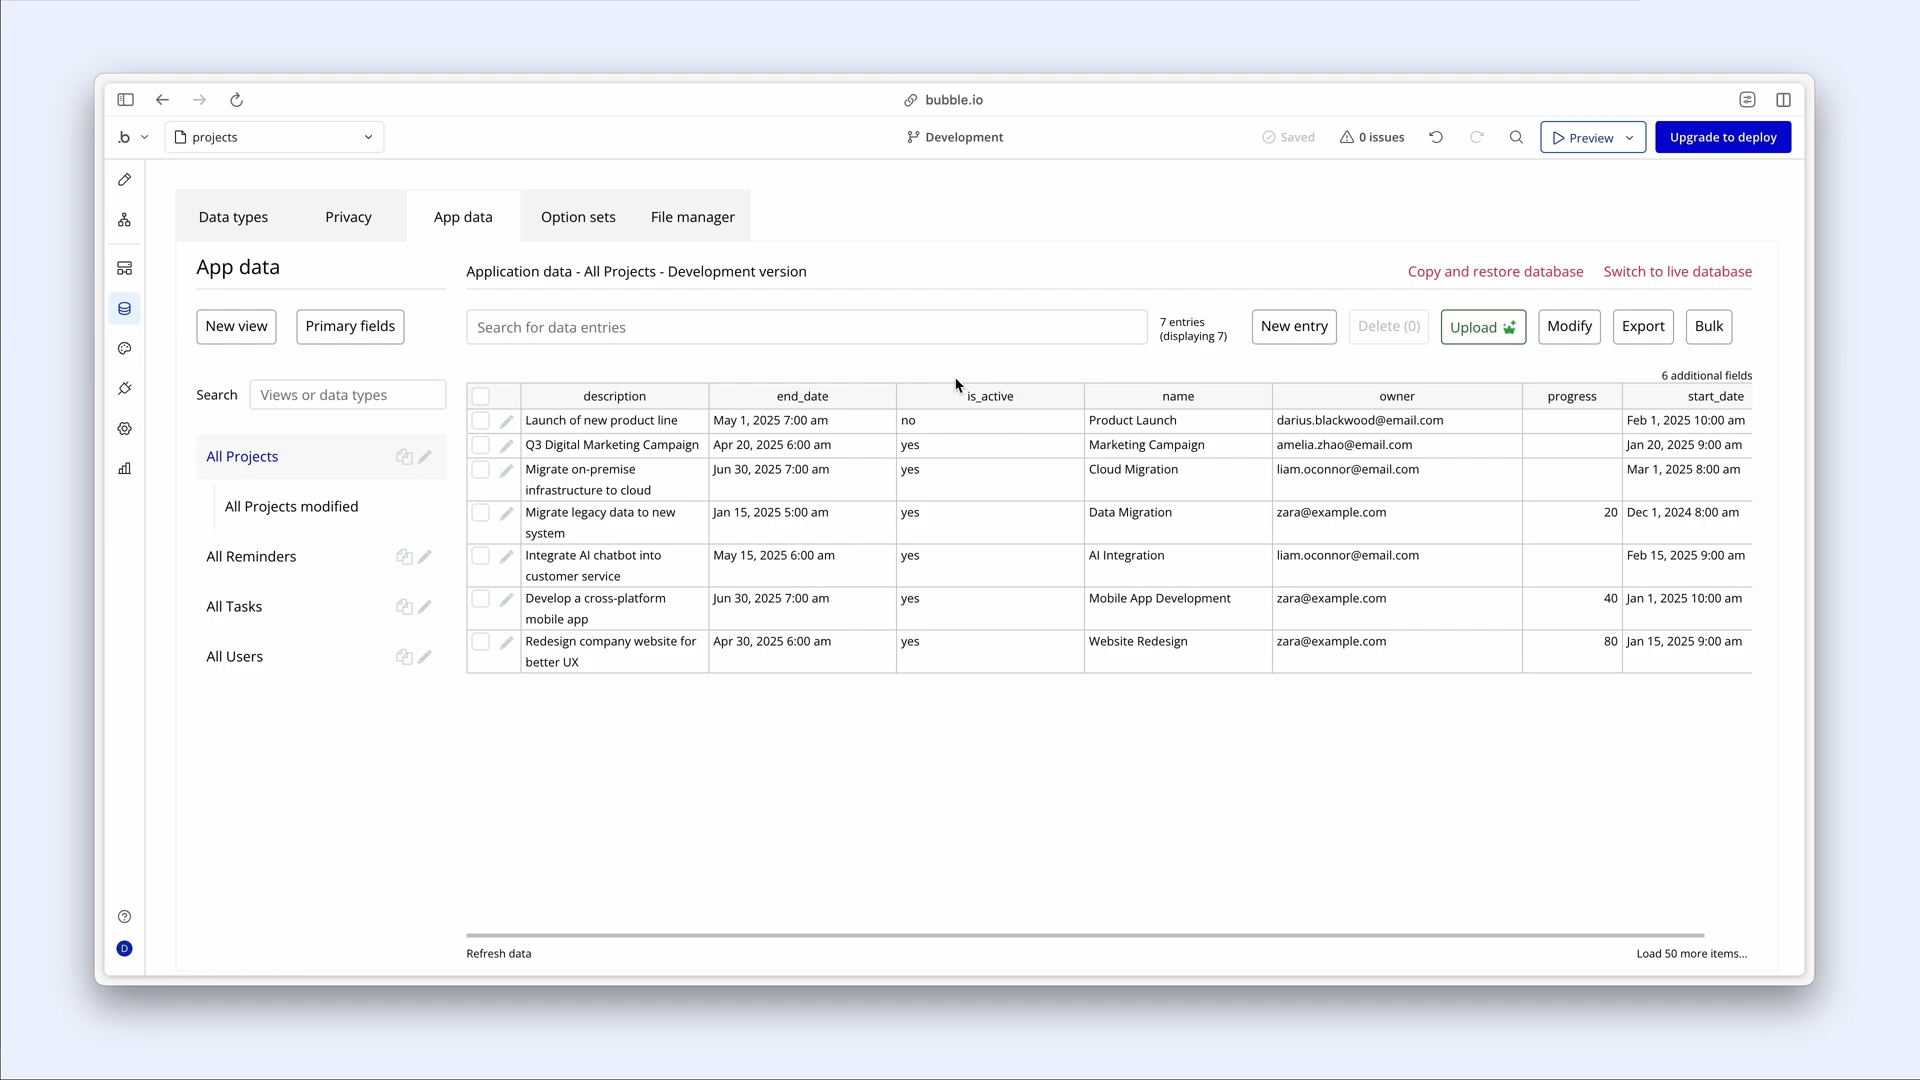 bubble.io
.b
projects
Development
Saved
0 issues
Preview
Upgrade to deploy
Data types
Privacy
App data
Option sets
File manager
App data
Application data - All Projects - Development version
Copy and restore database
Switch to live database
New view
Primary fields
Search for data entries
7 entries
(displaying 7)
New entry
Delete (0)
Upload
Modify
Export
Bulk
Search
Views or data types
6 additional fields
description end_date is_active name owner progress start_date
Launch of new product line May 1, 2025 7:00 am no Product Launch darius.blackwood@email.com Feb 1, 2025 10:00 am
Q3 Digital Marketing Campaign Apr 20, 2025 6:00 am yes Marketing Campaign amelia.zhao@email.com Jan 20, 2025 9:00 am
Migrate on-premise Jun 30, 2025 7:00 am yes Cloud Migration liam.oconnor@email.com Mar 1, 2025 8:00 am
infrastructure to cloud
Migrate legacy data to new Jan 15, 2025 5:00 am yes Data Migration zara@example.com 20 Dec 1, 2024 8:00 am
system
Integrate AI chatbot into May 15, 2025 6:00 am yes AI Integration liam.oconnor@email.com Feb 15, 2025 9:00 am
customer service
Develop a cross-platform Jun 30, 2025 7:00 am yes Mobile App Development zara@example.com 40 Jan 1, 2025 10:00 am
mobile app
Redesign company website for Apr 30, 2025 6:00 am yes Website Redesign zara@example.com 80 Jan 15, 2025 9:00 am
better UX
All Projects
All Projects modified
All Reminders
All Tasks
All Users
D
Refresh data
Load 50 more items...